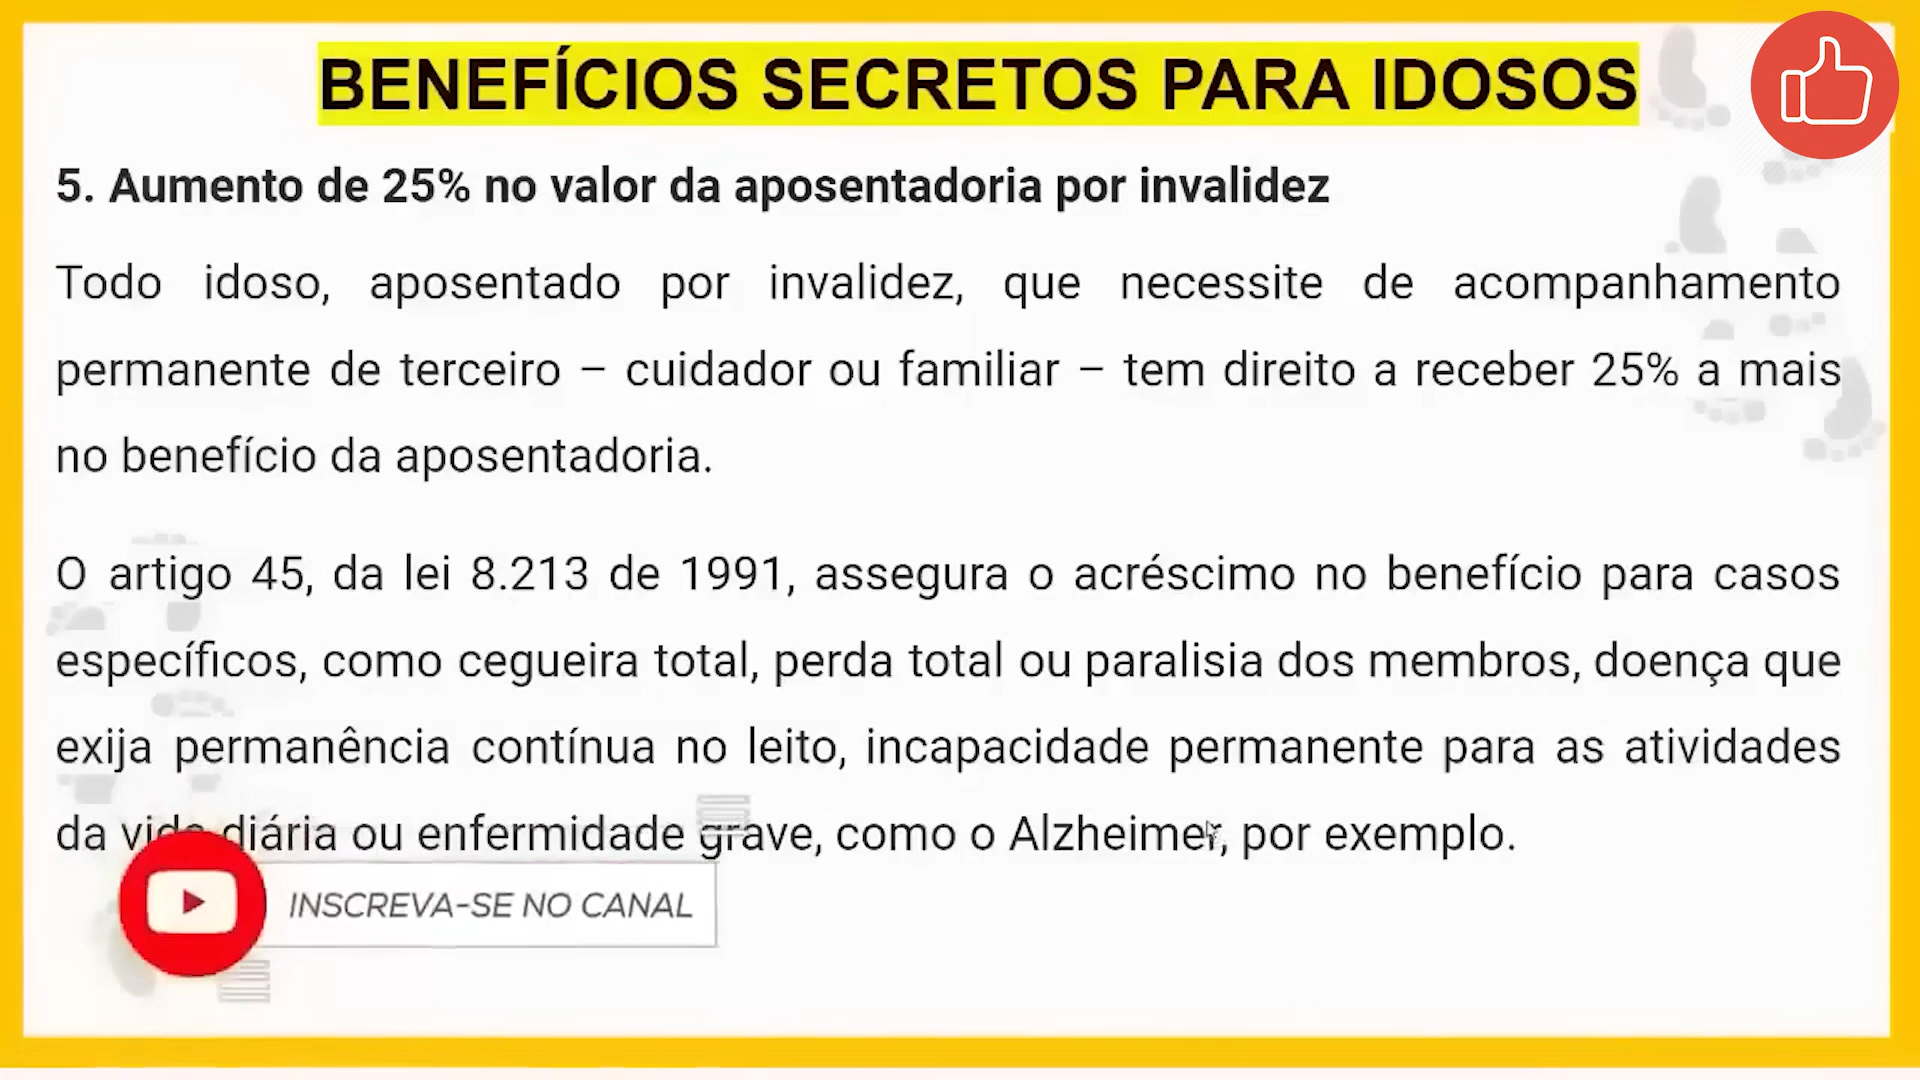 BENEFÍCIOS SECRETOS PARA IDOSOS
5. Aumento de 25% no valor da aposentadoria por invalidez
Todo idoso, aposentado por invalidez, que necessite de acompanhamento
permanente de terceiro – cuidador ou familiar – tem direito a receber 25% a mais
no benefício da aposentadoria.
O artigo 45, da lei 8.213 de 1991, assegura o acréscimo no benefício para casos
específicos, como cegueira total, perda total ou paralisia dos membros, doença que
exija permanência contínua no leito, incapacidade permanente para as atividades
da vida diária ou enfermidade grave, como o Alzheimer, por exemplo.
INSCREVA-SE NO CANAL